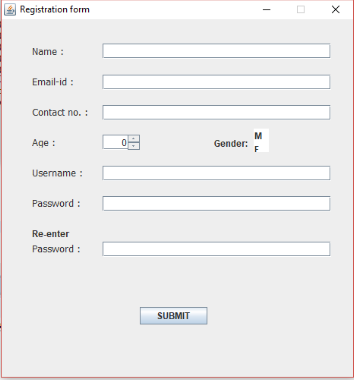 Registration form
Name :
Email-id :
Contact no. :
Age : 0 Gender: M
F
Username :
Password :
Re-enter
Password :
SUBMIT